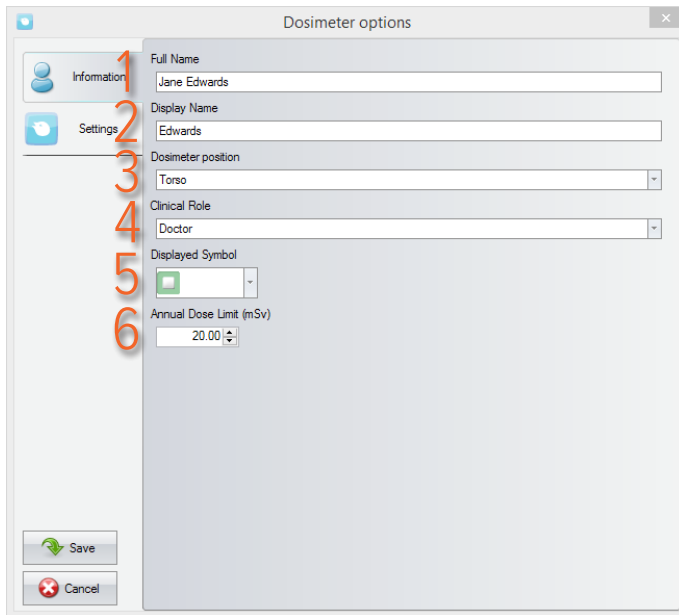 Dosimeter options
Information
Settings
1 Full Name
Jane Edwards
2 Display Name
Edwards
3 Dosimeter position
Torso
4 Clinical Role
Doctor
5 Displayed Symbol
6 Annual Dose Limit (mSv)
20.00
Save
Cancel